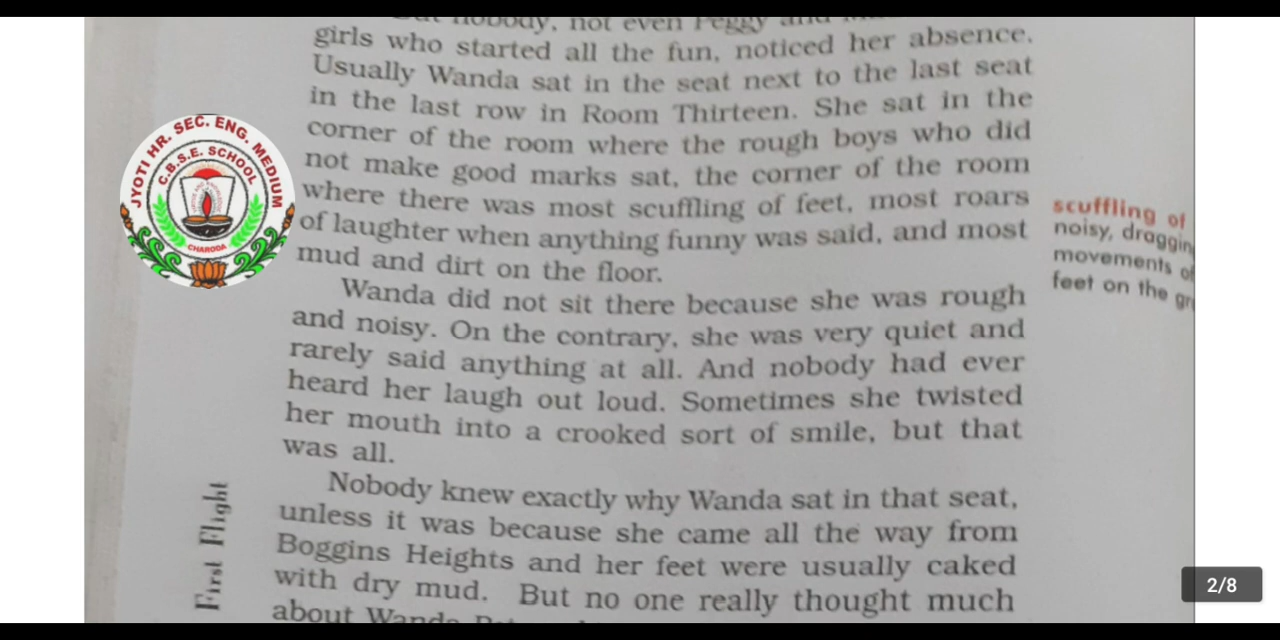 nobody, not even Peggy and
girls who started all the fun, noticed her absence.
Usually Wanda sat in the seat next to the last seat
in the last row in Room Thirteen. She sat in the
corner of the room where the rough boys who did
not make good marks sat, the corner of the room
where there was most scuffling of feet, most roars
of laughter when anything funny was said, and most
mud and dirt on the floor.
Wanda did not sit there because she was rough
and noisy. On the contrary, she was very quiet and
rarely said anything at all. And nobody had ever
heard her laugh out loud. Sometimes she twisted
her mouth into a crooked sort of smile, but that
was all.
Nobody knew exactly why Wanda sat in that seat,
unless it was because she came all the way from
Boggins Heights and her feet were usually caked
with dry mud. But no one really thought much
about Wanda
scuffling of
noisy, draggin
movements of
feet on the gr
First Flight
JYOTI HR. SEC. ENG. MEDIUM
C.B.S.E. SCHOOL
CHARODA
2/8